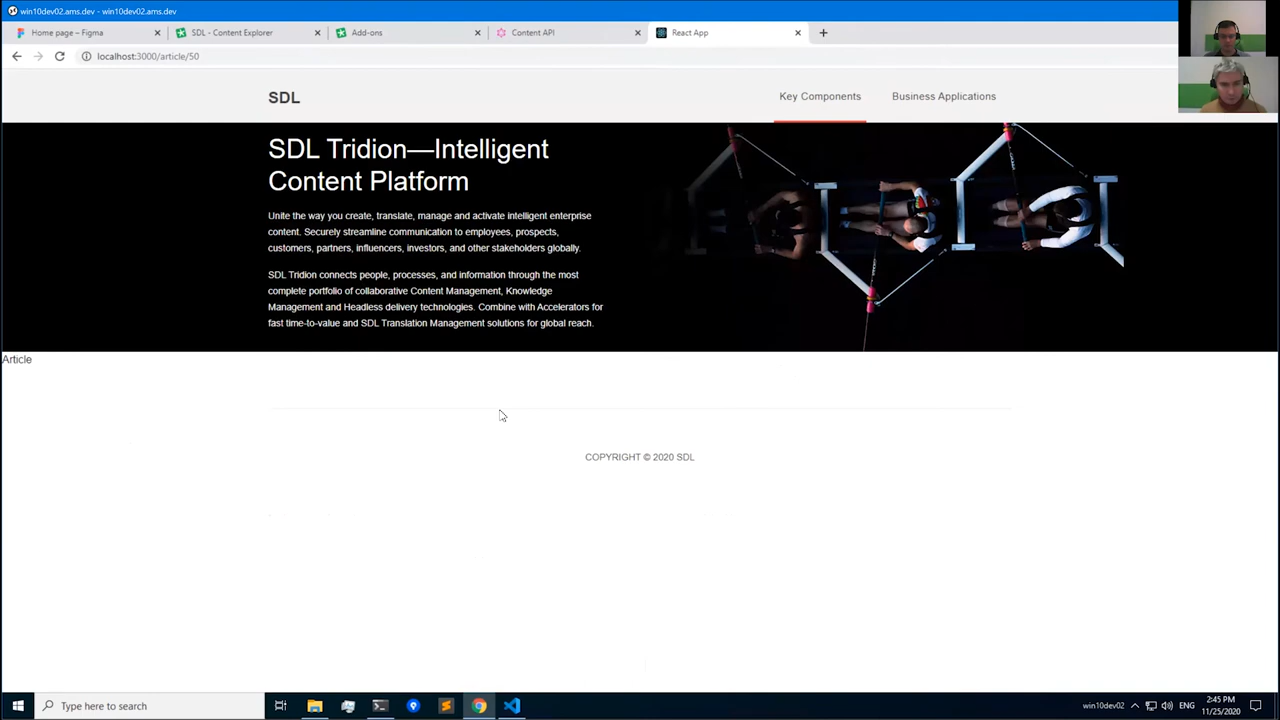 win10dev02.ams.dev - win10dev02.ams.dev
Home page – Figma
SDL - Content Explorer
Add-ons
Content API
React App
localhost:3000/article/50
SDL
Key Components
Business Applications
SDL Tridion—Intelligent
Content Platform
Unite the way you create, translate, manage and activate intelligent enterprise
content. Securely streamline communication to employees, prospects,
customers, partners, influencers, investors, and other stakeholders globally.
SDL Tridion connects people, processes, and information through the most
complete portfolio of collaborative Content Management, Knowledge
Management and Headless delivery technologies. Combine with Accelerators for
fast time-to-value and SDL Translation Management solutions for global reach.
Article
COPYRIGHT © 2020 SDL
Type here to search
win10dev02
ENG
2:45 PM
11/25/2020